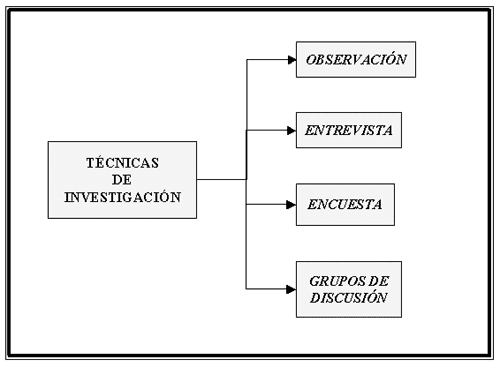 TÉCNICAS
DE
INVESTIGACIÓN
OBSERVACIÓN
ENTREVISTA
ENCUESTA
GRUPOS DE
DISCUSIÓN